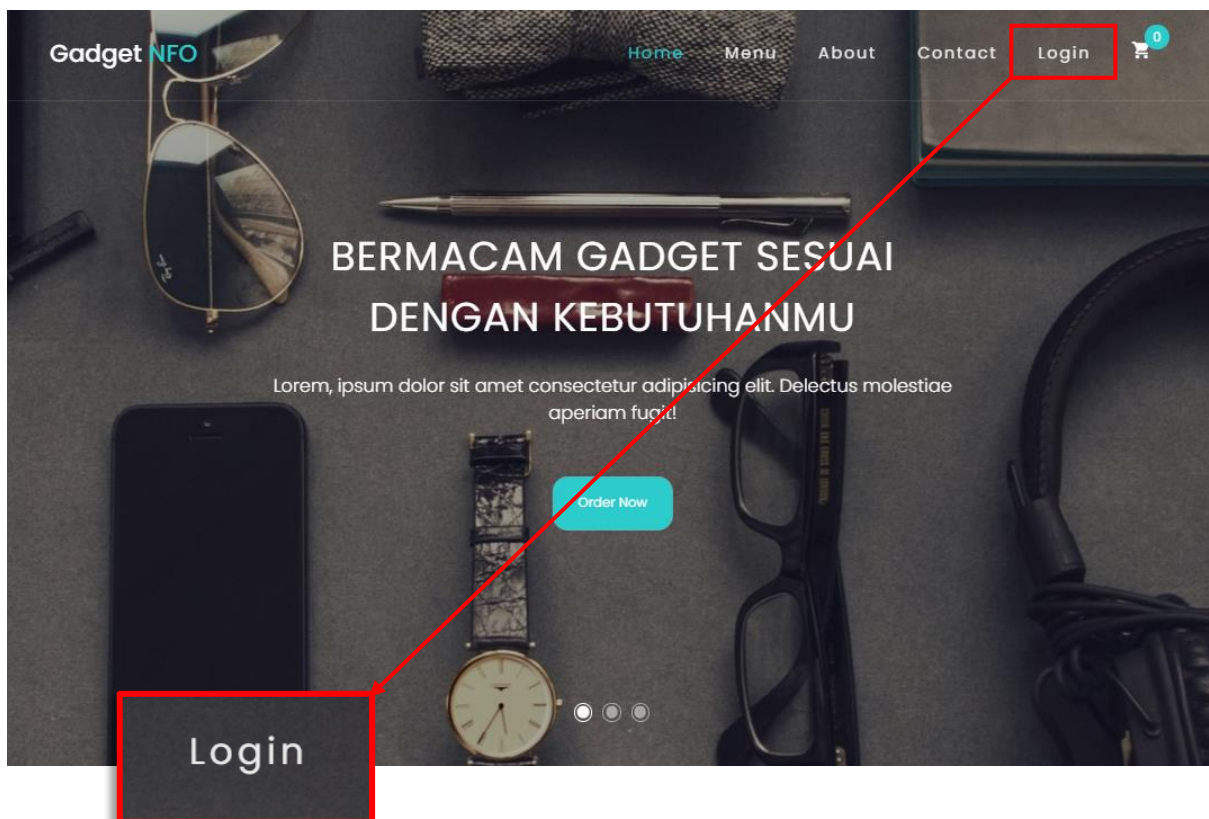 Gadget NFO
Home Menu About Contact Login 0
BERMACAM GADGET SESUAI
DENGAN KEBUTUHANMU
Lorem, ipsum dolor sit amet consectetur adipisicing elit. Delectus molestiae
aperiam fugit!
Order Now
Login